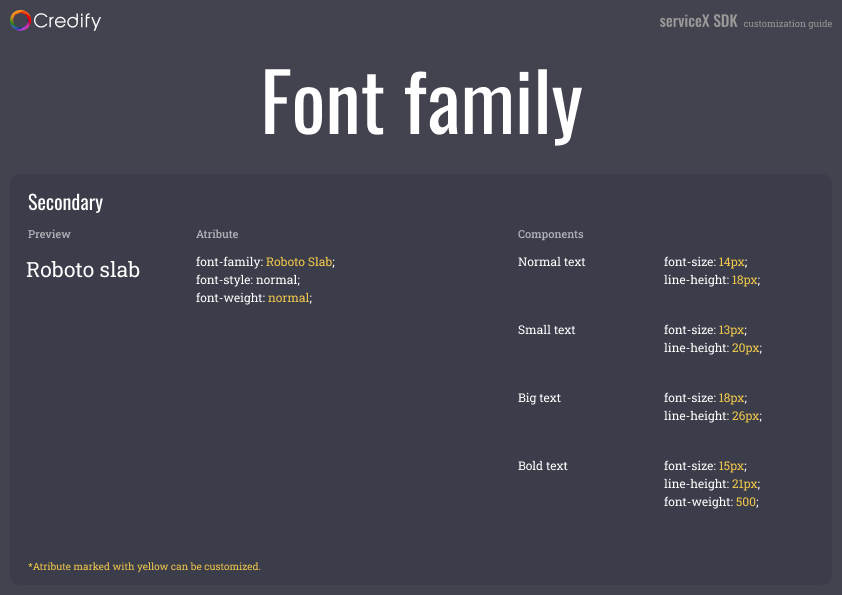 Credify
serviceX SDK customization guide
Font family
Secondary
Preview
Atribute
Components
Roboto slab
font-family: Roboto Slab;
font-style: normal;
font-weight: normal;
Normal text
font-size: 14px;
line-height: 18px;
Small text
font-size: 13px;
line-height: 20px;
Big text
font-size: 18px;
line-height: 26px;
Bold text
font-size: 15px;
line-height: 21px;
font-weight: 500;
*Atribute marked with yellow can be customized.